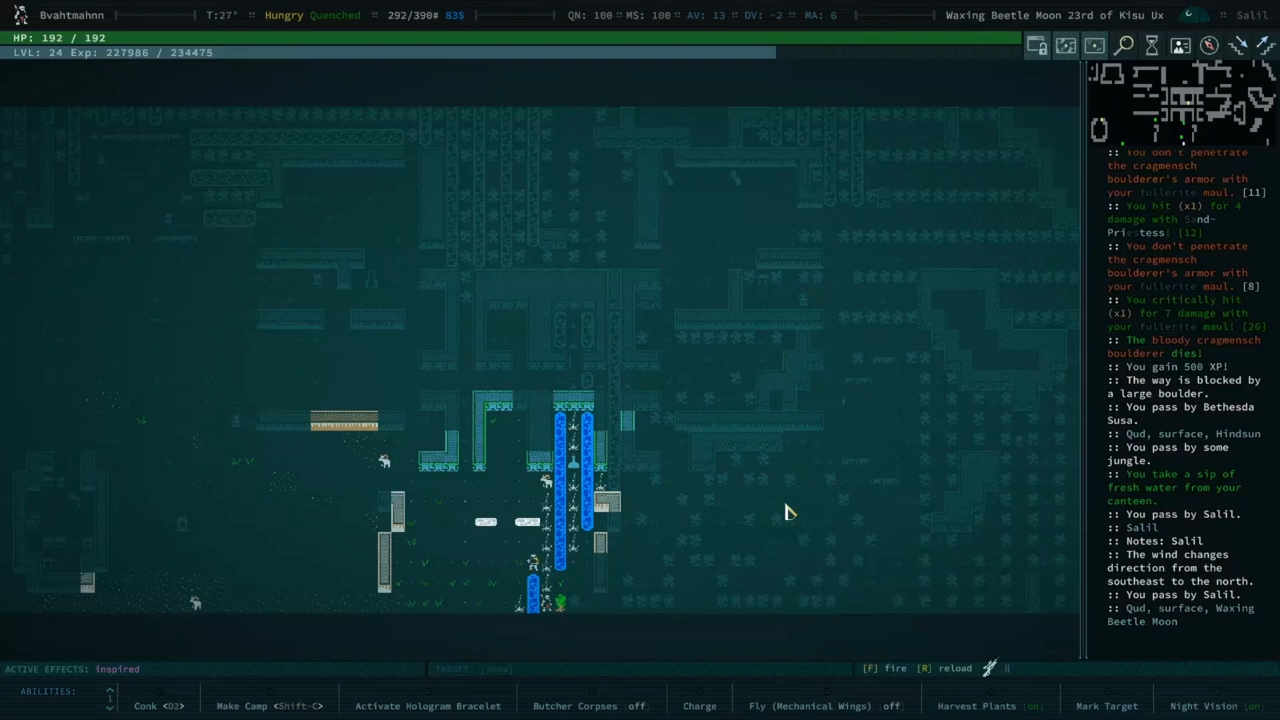 Bvahtmahn T:27° Hungry Quenched :: 292/390# 83$ QN: 100 :: MS: 100 :: AV: 13 :: DV: -2 :: MA: 6 Waxing Beetle Moon 23rd of Kisu Ux Salil
HP: 192 / 192
LVL: 24 Exp: 227986 / 234475
:: You don't penetrate
the cragmensch
boulderer's armor with
your fullerite maul. [11]
:: You hit (x1) for 4
damage with Sand-
Priestess! [12]
:: You don't penetrate
the cragmensch
boulderer's armor with
your fullerite maul. [8]
:: You critically hit
(x1) for 7 damage with
your fullerite maul! [26]
:: The bloody cragmensch
boulderer dies!
:: You gain 500 XP!
:: The way is blocked by
a large boulder.
:: You pass by Bethesda
Susa.
:: Qud, surface, Hindsun
:: You pass by some
jungle.
:: You take a sip of
fresh water from your
canteen.
:: You pass by Salil.
:: Salil
:: Notes: Salil
:: The wind changes
direction from the
southeast to the north.
:: You pass by Salil.
:: Qud, surface, Waxing
Beetle Moon
ACTIVE EFFECTS: inspired TARGET: [none] [F] fire [R] reload
ABILITIES: 1 Conk <D2> Make Camp <Shift-C> Activate Hologram Bracelet Butcher Corpses off Charge Fly (Mechanical Wings) off Harvest Plants (on) Mark Target Night Vision (on)